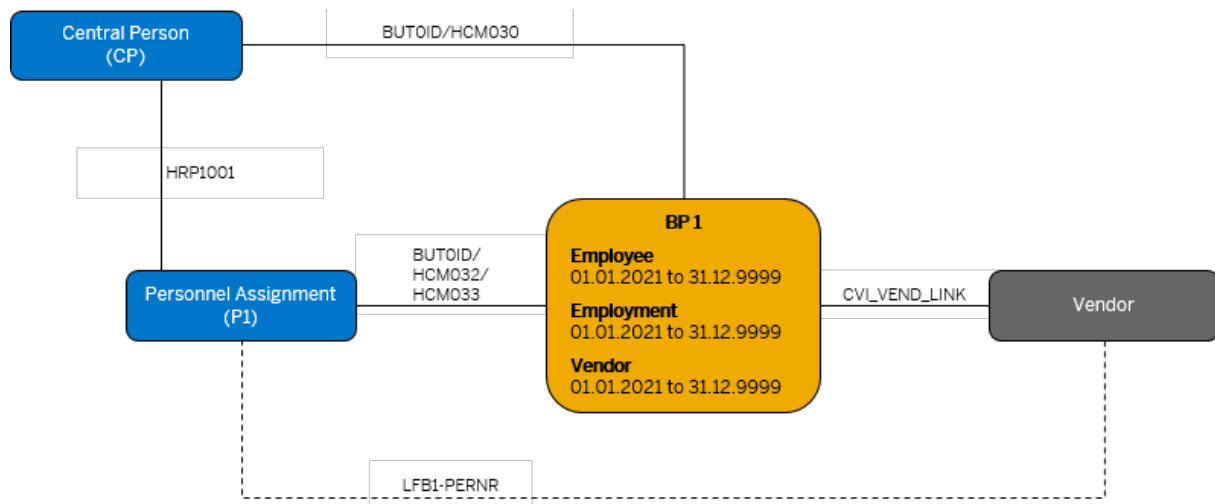 Central Person
(CP)
BUT0ID/HCM030
HRP1001
BP 1
Employee
01.01.2021 to 31.12.9999
Employment
01.01.2021 to 31.12.9999
Vendor
01.01.2021 to 31.12.9999
BUT0ID/
HCM032/
HCM033
Personnel Assignment
(P1)
CVI_VEND_LINK
Vendor
LFB1-PERNR